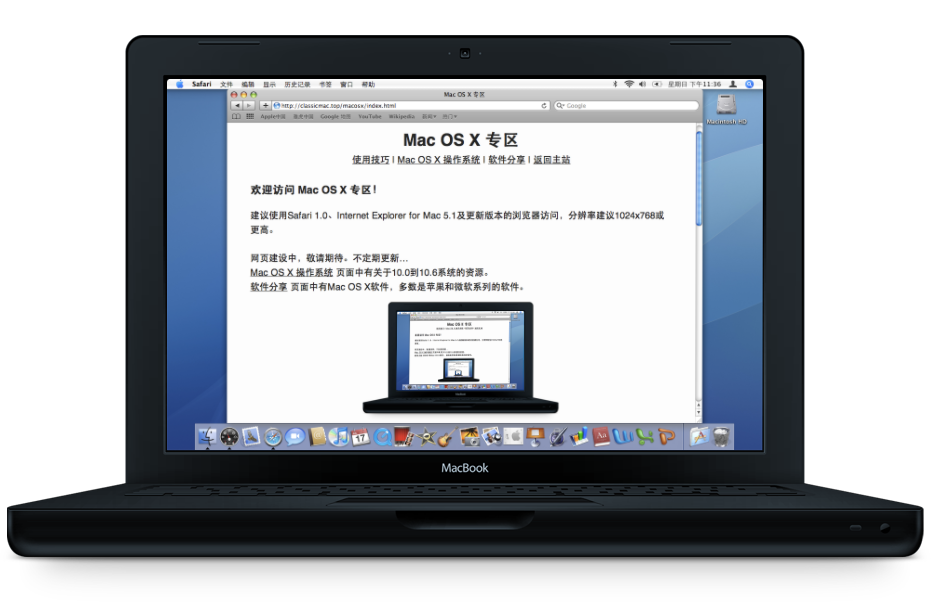 Safari 文件 编辑 显示 历史记录 书签 窗口 帮助 星期日 下午11:36
Mac OS X 专区
http://classicmac.top/macosx/index.html
Google
Apple中国 Google 地图 YouTube Wikipedia
Macintosh HD
Mac OS X 专区
使用技巧 | Mac OS X 操作系统 | 软件分享 | 返回主站
欢迎访问 Mac OS X 专区!
建议使用Safari 1.0、Internet Explorer for Mac 5.1及更新版本的浏览器访问，分辨率建议1024x768或
更高。
网页建设中，敬请期待。不定期更新...
Mac OS X 操作系统 页面中有关于10.0到10.6系统的资源。
软件分享 页面中有Mac OS X软件，多数是苹果和微软系列的软件。
Mac OS X 专区
17
MacBook